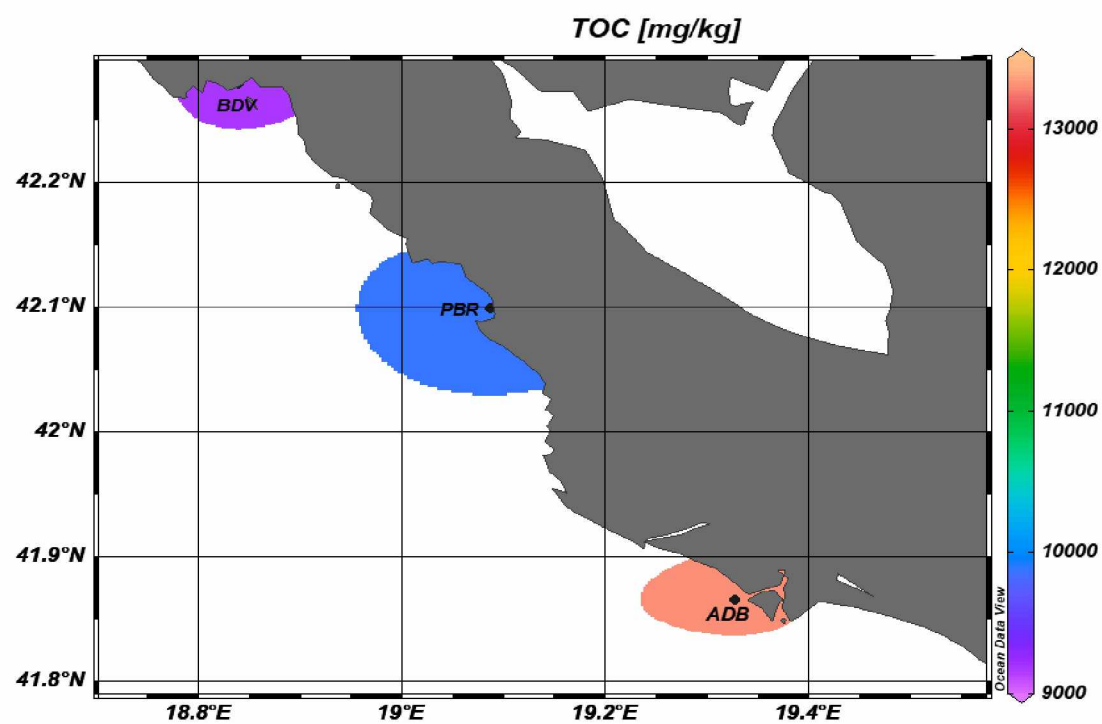 TOC [mg/kg]
BDV
13000
42.2°N
12000
42.1°N
PBR
11000
42°N
10000
41.9°N
ADB
Ocean Data View
41.8°N
9000
18.8°E
19°E
19.2°E
19.4°E